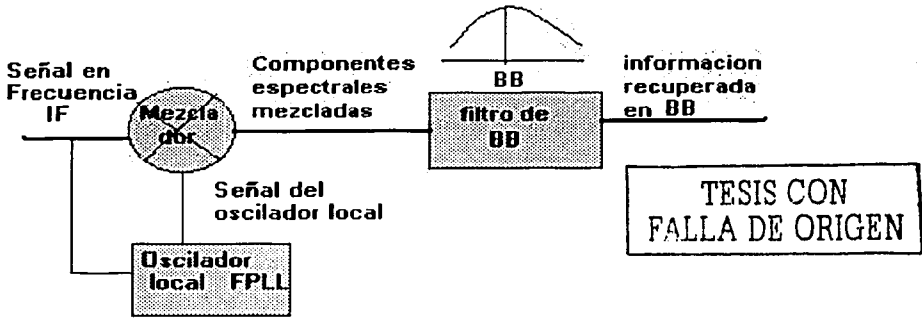 Señal en
Frecuencia
IF
Mezcla
dor
Componentes
espectrales
mezcladas
BB
filtro de
BB
informacion
recuperada
en BB
Señal del
oscilador local
Oscilador
local FPLL
TESIS CON
FALLA DE ORIGEN